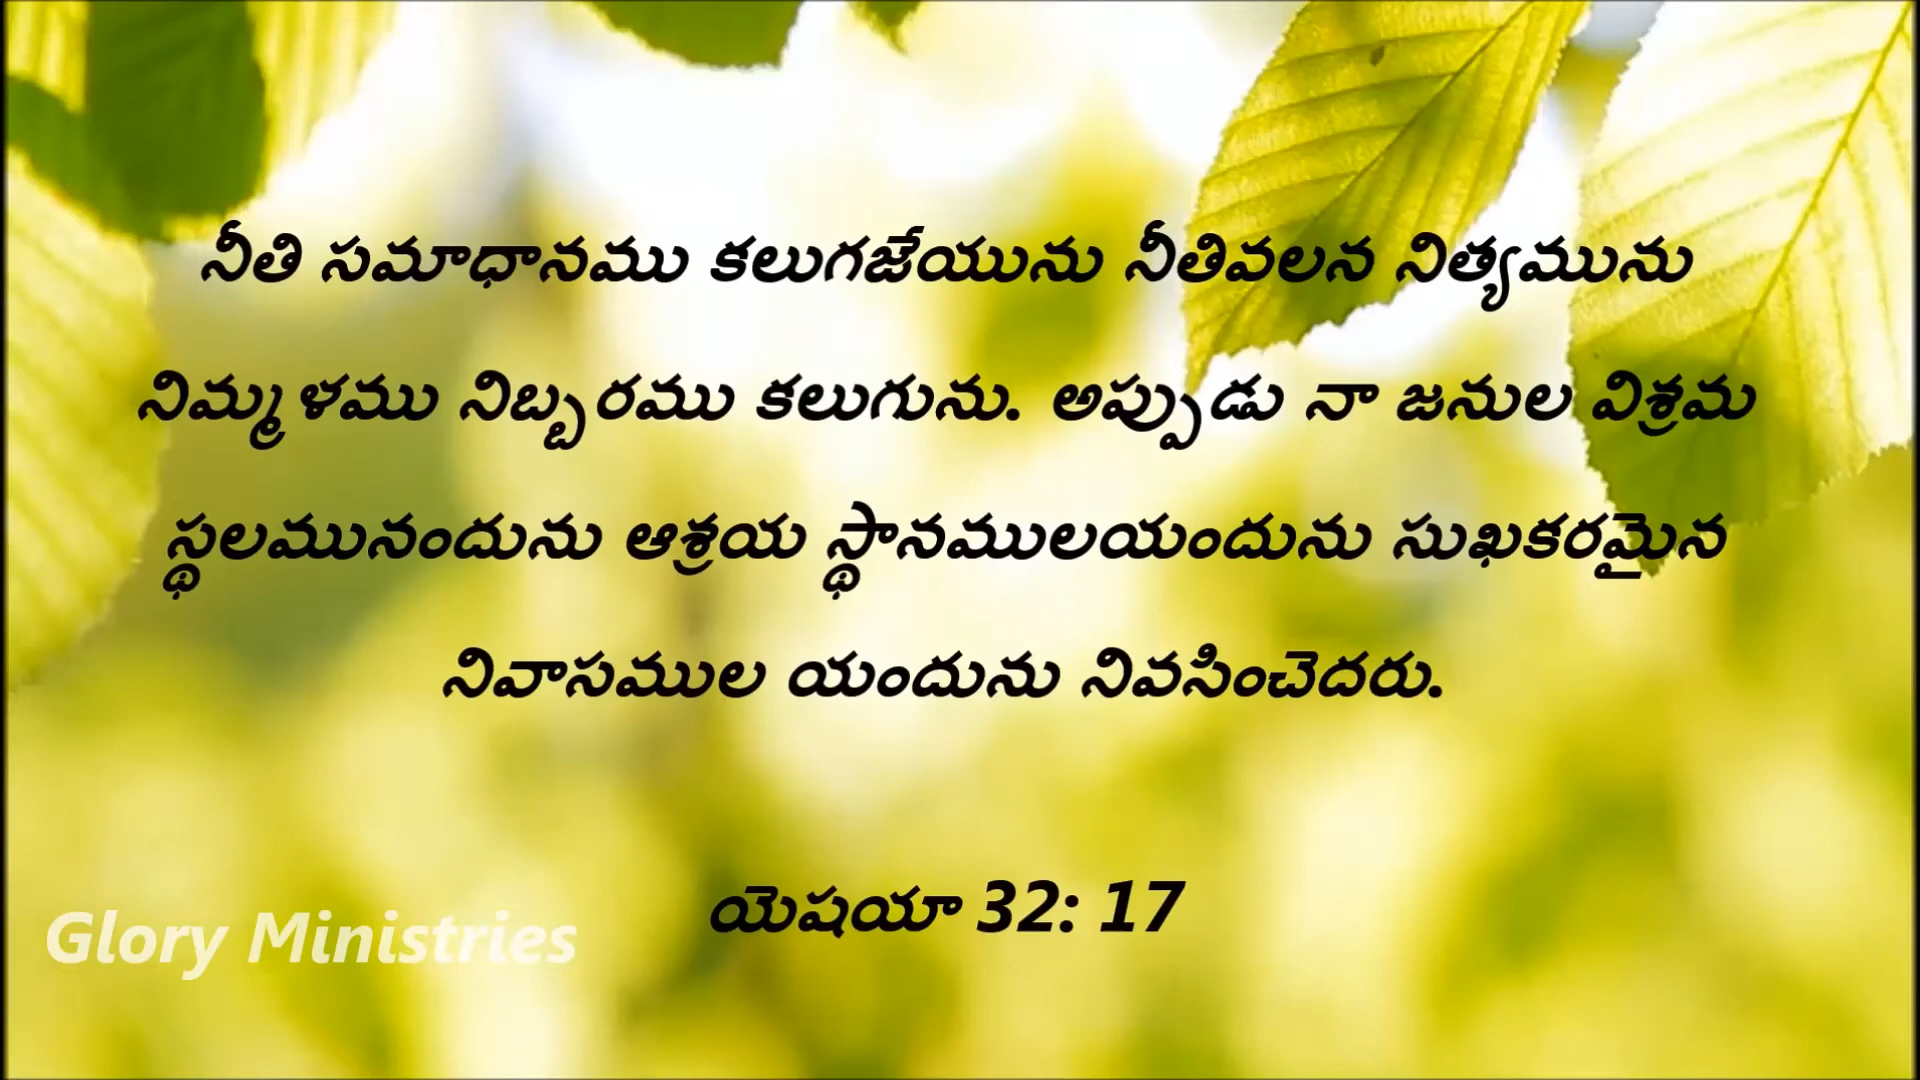 నీతి సమాధానము కలుగజేయును నీతివలన నిత్యమును
నిమ్మళము నిబ్బరము కలుగును. అప్పుడు నా జనుల విశ్రమ
స్థలమునందును ఆశ్రయ స్థానములయందును సుఖకరమైన
నివాసముల యందును నివసించెదరు.
యెషయా 32: 17
Glory Ministries